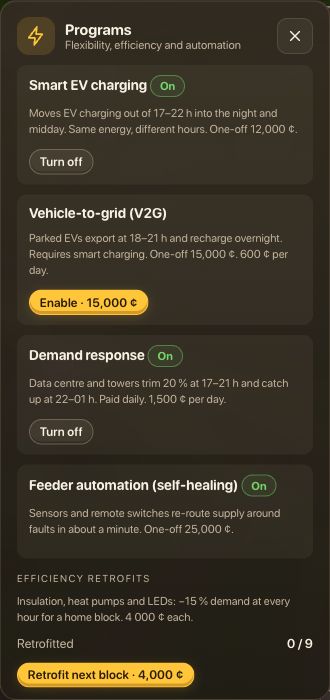 Programs
Flexibility, efficiency and automation
Smart EV charging On
Moves EV charging out of 17–22 h into the night and
midday. Same energy, different hours. One-off 12,000 ¢.
Turn off
Vehicle-to-grid (V2G)
Parked EVs export at 18–21 h and recharge overnight.
Requires smart charging. One-off 15,000 ¢. 600 ¢ per
day.
Enable · 15,000 ¢
Demand response On
Data centre and towers trim 20 % at 17–21 h and catch
up at 22–01 h. Paid daily. 1,500 ¢ per day.
Turn off
Feeder automation (self-healing) On
Sensors and remote switches re-route supply around
faults in about a minute. One-off 25,000 ¢.
EFFICIENCY RETROFITS
Insulation, heat pumps and LEDs: −15 % demand at every
hour for a home block. 4 000 ¢ each.
Retrofitted 0 / 9
Retrofit next block · 4,000 ¢